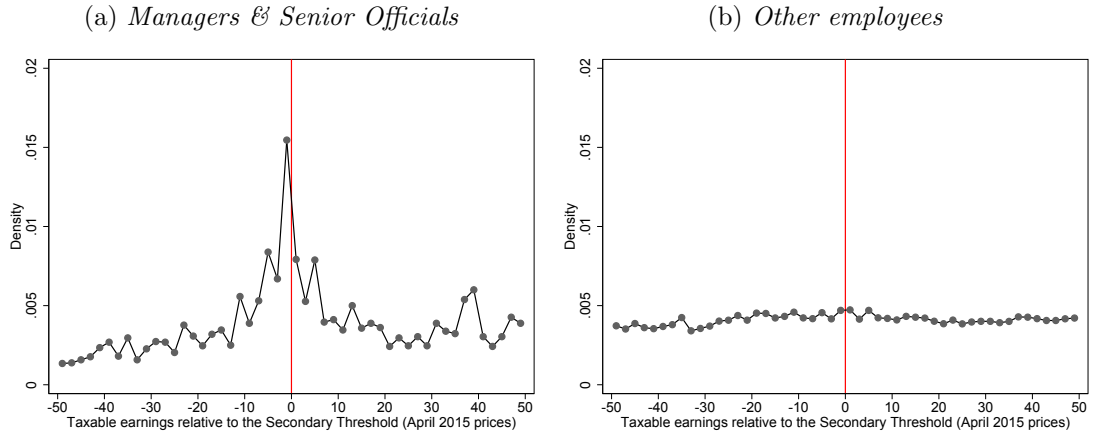 (a) Managers & Senior Officials
(b) Other employees
.02
.015
.01
.005
0
Density
-50 -40 -30 -20 -10 0 10 20 30 40 50
Taxable earnings relative to the Secondary Threshold (April 2015 prices)
.02
.015
.01
.005
0
Density
-50 -40 -30 -20 -10 0 10 20 30 40 50
Taxable earnings relative to the Secondary Threshold (April 2015 prices)